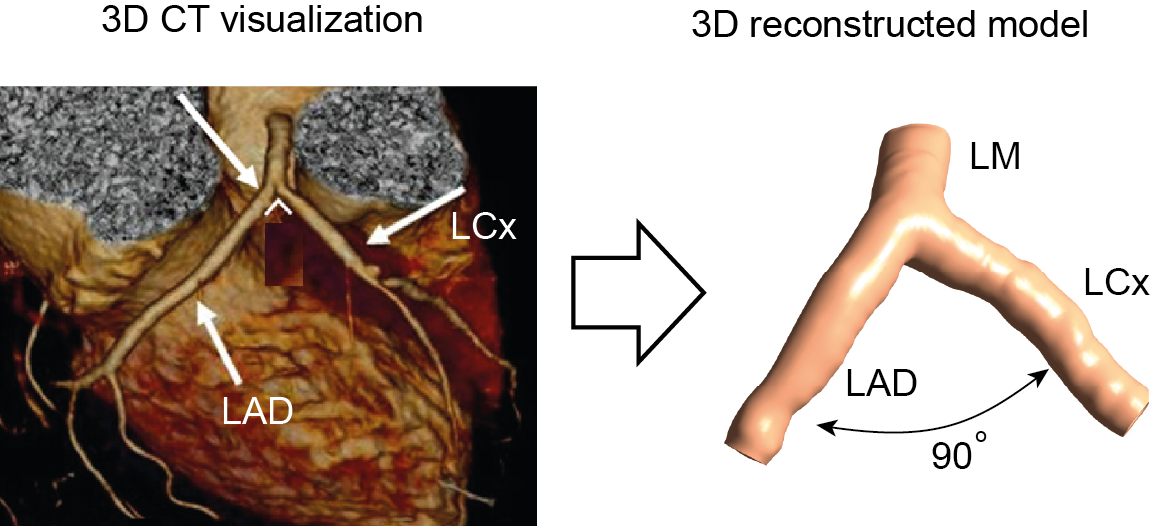 3D CT visualization
3D reconstructed model
LM
LCx
LCx
LAD
LAD
90°